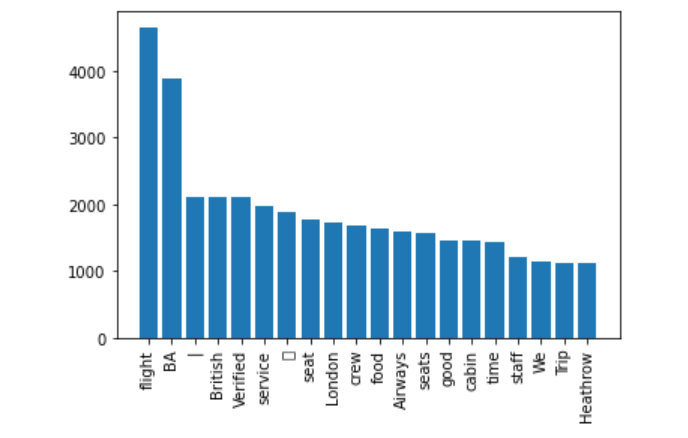 4000
3000
2000
1000
0
flight
BA
|
British
Verified
service
seat
London
crew
food
Airways
seats
good
cabin
time
staff
We
Trip
Heathrow